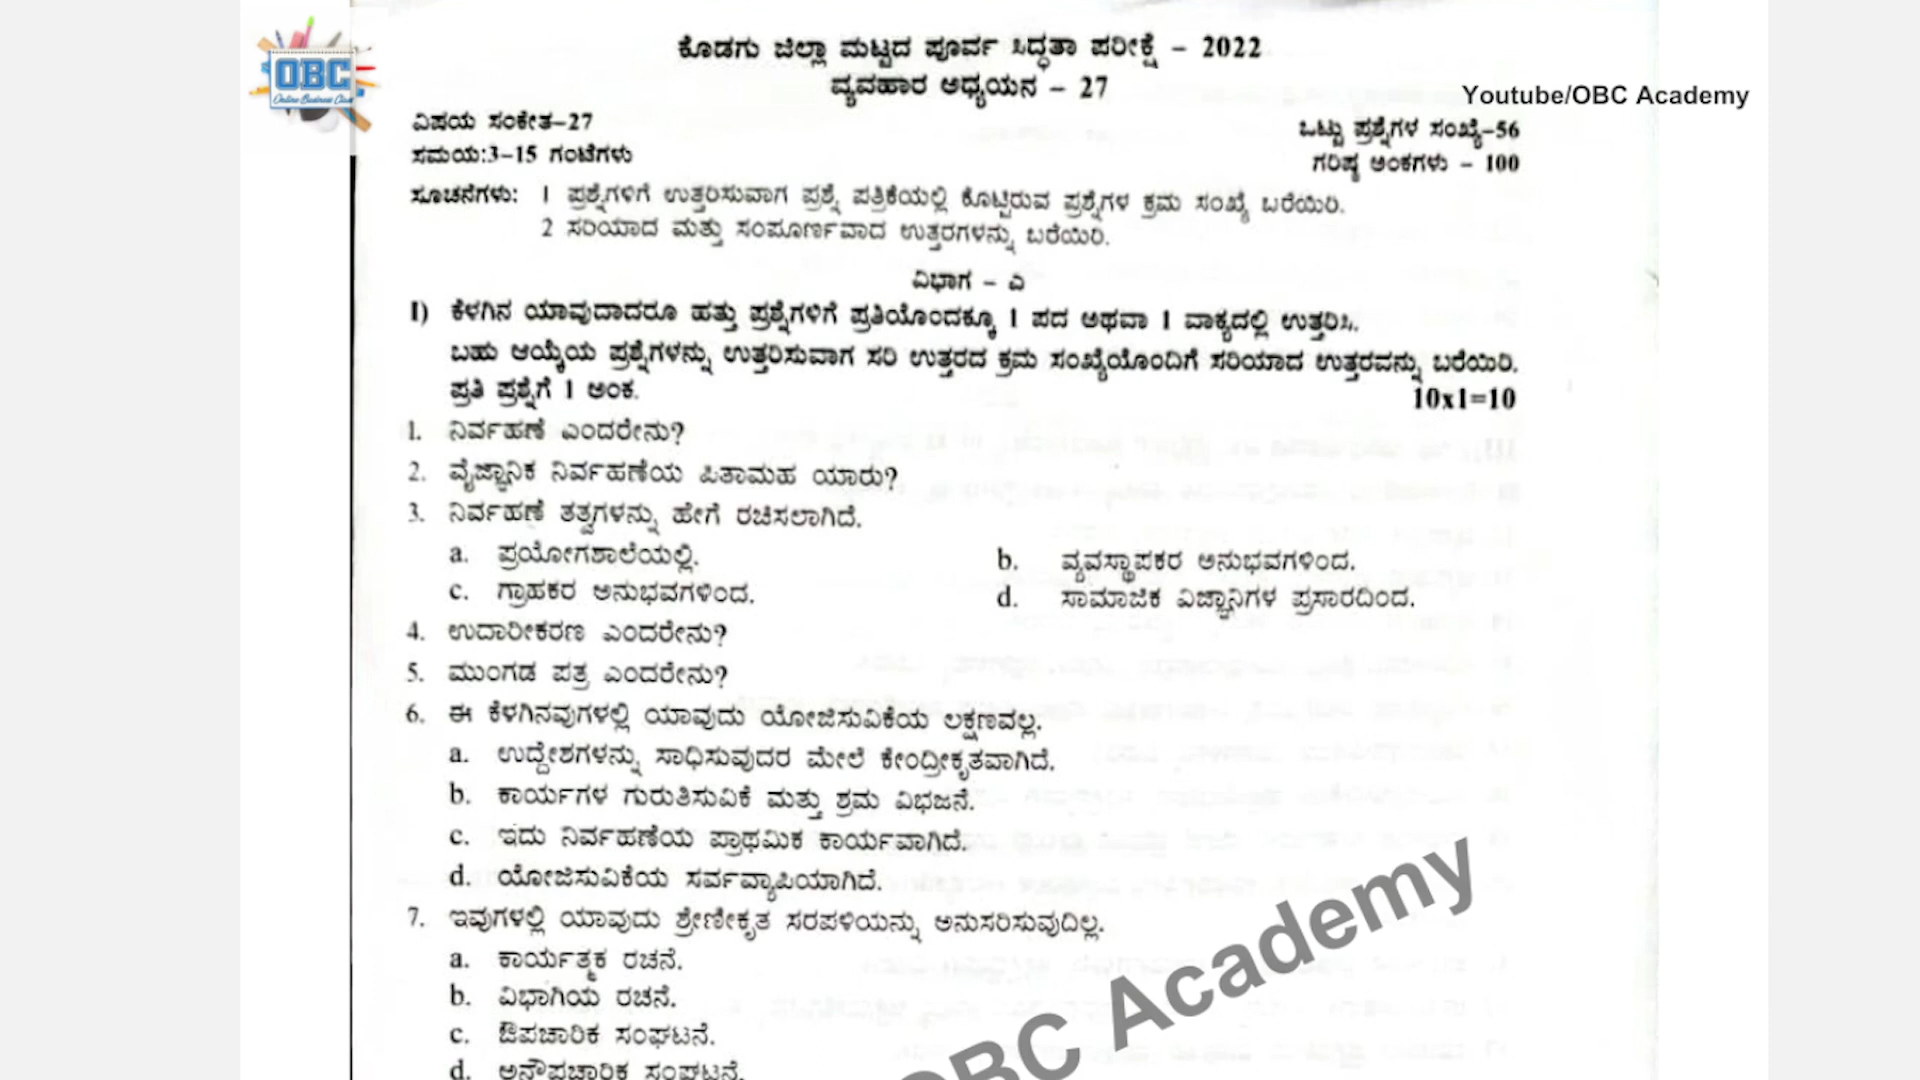 OBC
Online Business Class
Youtube/OBC Academy
ಕೊಡಗು ಜಿಲ್ಲಾ ಮಟ್ಟದ ಪೂರ್ವ ಸಿದ್ಧತಾ ಪರೀಕ್ಷೆ – 2022
ವ್ಯವಹಾರ ಅಧ್ಯಯನ – 27
ವಿಷಯ ಸಂಕೇತ–27
ಒಟ್ಟು ಪ್ರಶ್ನೆಗಳ ಸಂಖ್ಯೆ–56
ಸಮಯ:3–15 ಗಂಟೆಗಳು
ಗರಿಷ್ಠ ಅಂಕಗಳು – 100
ಸೂಚನೆಗಳು: 1 ಪ್ರಶ್ನೆಗಳಿಗೆ ಉತ್ತರಿಸುವಾಗ ಪ್ರಶ್ನೆ ಪತ್ರಿಕೆಯಲ್ಲಿ ಕೊಟ್ಟಿರುವ ಪ್ರಶ್ನೆಗಳ ಕ್ರಮ ಸಂಖ್ಯೆ ಬರೆಯಿರಿ.
2 ಸರಿಯಾದ ಮತ್ತು ಸಂಪೂರ್ಣವಾದ ಉತ್ತರಗಳನ್ನು ಬರೆಯಿರಿ.
ವಿಭಾಗ – ಎ
I) ಕೆಳಗಿನ ಯಾವುದಾದರೂ ಹತ್ತು ಪ್ರಶ್ನೆಗಳಿಗೆ ಪ್ರತಿಯೊಂದಕ್ಕೂ 1 ಪದ ಅಥವಾ 1 ವಾಕ್ಯದಲ್ಲಿ ಉತ್ತರಿಸಿ.
ಬಹು ಆಯ್ಕೆಯ ಪ್ರಶ್ನೆಗಳನ್ನು ಉತ್ತರಿಸುವಾಗ ಸರಿ ಉತ್ತರದ ಕ್ರಮ ಸಂಖ್ಯೆಯೊಂದಿಗೆ ಸರಿಯಾದ ಉತ್ತರವನ್ನು ಬರೆಯಿರಿ.
ಪ್ರತಿ ಪ್ರಶ್ನೆಗೆ 1 ಅಂಕ. 10x1=10
1. ನಿರ್ವಹಣೆ ಎಂದರೇನು?
2. ವೈಜ್ಞಾನಿಕ ನಿರ್ವಹಣೆಯ ಪಿತಾಮಹ ಯಾರು?
3. ನಿರ್ವಹಣೆ ತತ್ವಗಳನ್ನು ಹೇಗೆ ರಚಿಸಲಾಗಿದೆ.
a. ಪ್ರಯೋಗಶಾಲೆಯಲ್ಲಿ. b. ವ್ಯವಸ್ಥಾಪಕರ ಅನುಭವಗಳಿಂದ.
c. ಗ್ರಾಹಕರ ಅನುಭವಗಳಿಂದ. d. ಸಾಮಾಜಿಕ ವಿಜ್ಞಾನಿಗಳ ಪ್ರಸಾರದಿಂದ.
4. ಉದಾರೀಕರಣ ಎಂದರೇನು?
5. ಮುಂಗಡ ಪತ್ರ ಎಂದರೇನು?
6. ಈ ಕೆಳಗಿನವುಗಳಲ್ಲಿ ಯಾವುದು ಯೋಜಿಸುವಿಕೆಯ ಲಕ್ಷಣವಲ್ಲ.
a. ಉದ್ದೇಶಗಳನ್ನು ಸಾಧಿಸುವುದರ ಮೇಲೆ ಕೇಂದ್ರೀಕೃತವಾಗಿದೆ.
b. ಕಾರ್ಯಗಳ ಗುರುತಿಸುವಿಕೆ ಮತ್ತು ಶ್ರಮ ವಿಭಜನೆ.
c. ಇದು ನಿರ್ವಹಣೆಯ ಪ್ರಾಥಮಿಕ ಕಾರ್ಯವಾಗಿದೆ.
d. ಯೋಜಿಸುವಿಕೆಯ ಸರ್ವವ್ಯಾಪಿಯಾಗಿದೆ.
7. ಇವುಗಳಲ್ಲಿ ಯಾವುದು ಶ್ರೇಣೀಕೃತ ಸರಪಳಿಯನ್ನು ಅನುಸರಿಸುವುದಿಲ್ಲ.
a. ಕಾರ್ಯತ್ಮಕ ರಚನೆ.
b. ವಿಭಾಗಿಯ ರಚನೆ.
c. ಔಪಚಾರಿಕ ಸಂಘಟನೆ.
d. ಅನೌಪಚಾರಿಕ ಸಂಘಟನೆ.
OBC Academy